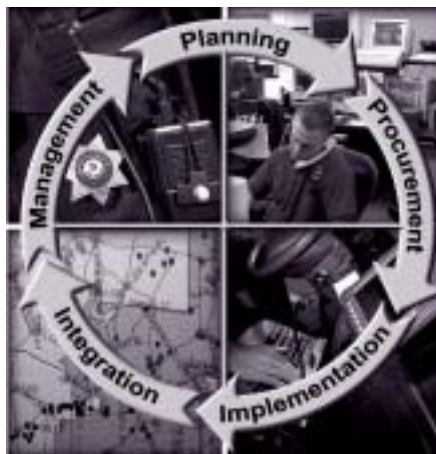 Planning
Procurement
Implementation
Integration
Management